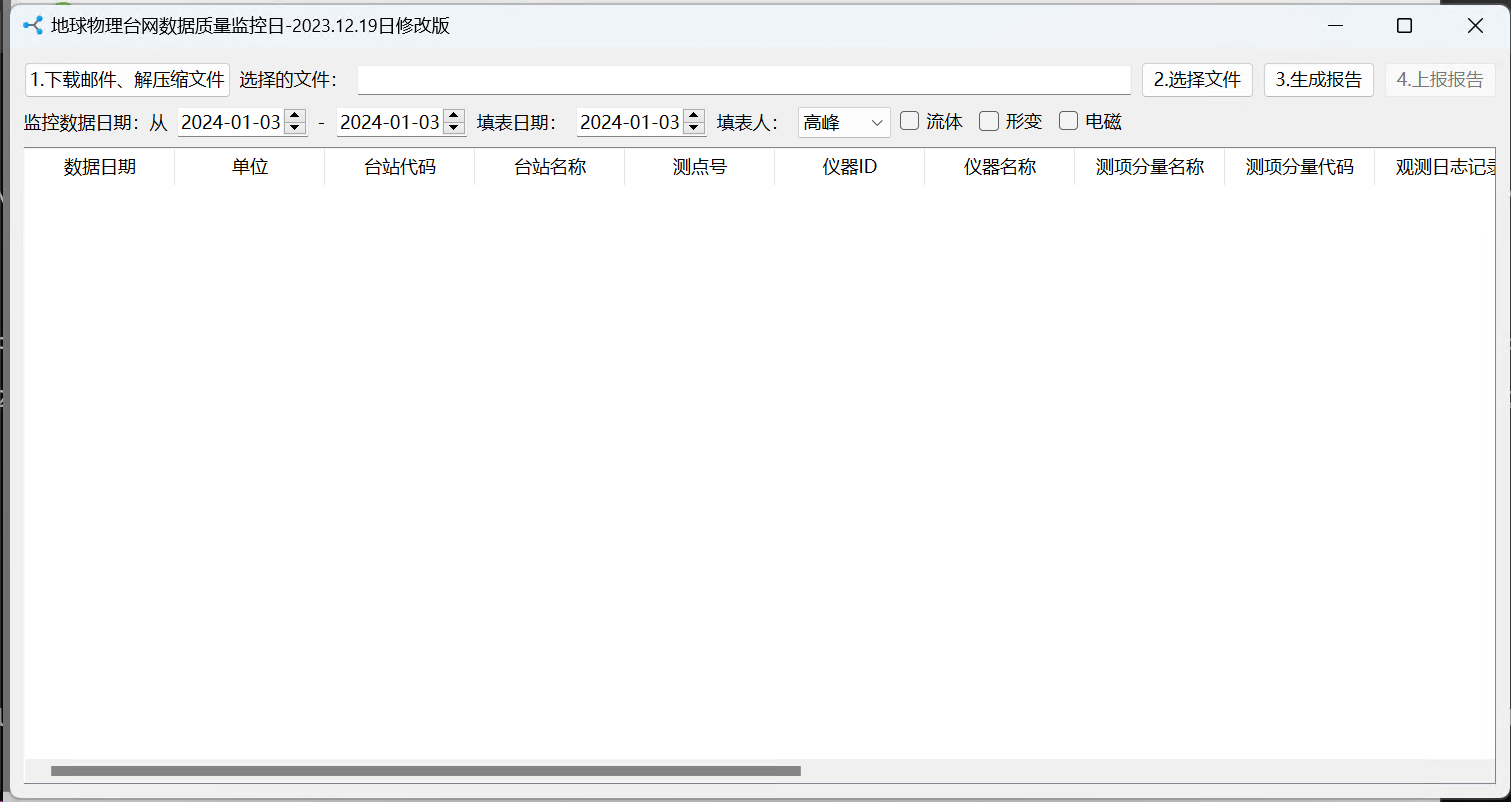 地球物理台网数据质量监控日-2023.12.19日修改版
1.下载邮件、解压缩文件 选择的文件： 2.选择文件 3.生成报告 4.上报报告
监控数据日期：从 2024-01-03 - 2024-01-03 填表日期： 2024-01-03 填表人： 高峰 流体 形变 电磁
数据日期 单位 台站代码 台站名称 测点号 仪器ID 仪器名称 测项分量名称 测项分量代码 观测日志记录